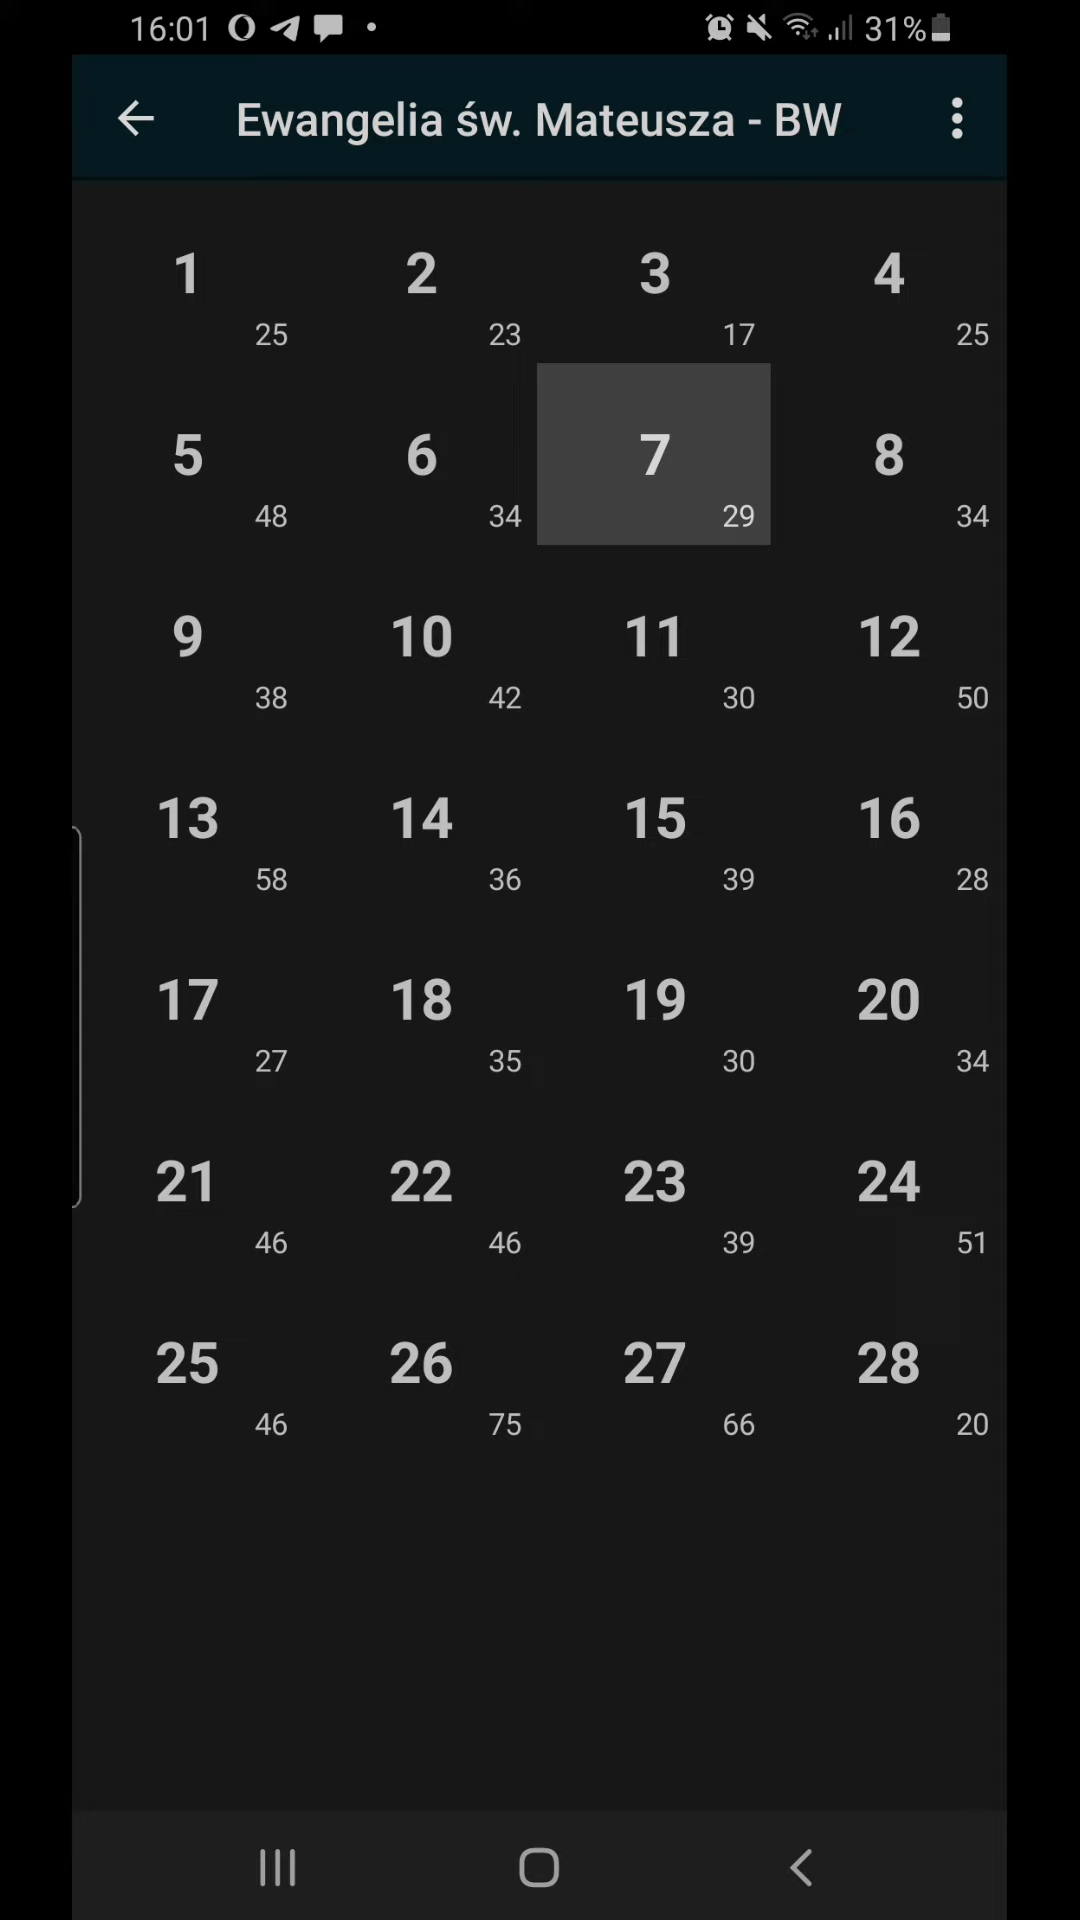 16:01 31%
Ewangelia św. Mateusza - BW
1 2 3 4
25 23 17 25
5 6 7 8
48 34 29 34
9 10 11 12
38 42 30 50
13 14 15 16
58 36 39 28
17 18 19 20
27 35 30 34
21 22 23 24
46 46 39 51
25 26 27 28
46 75 66 20